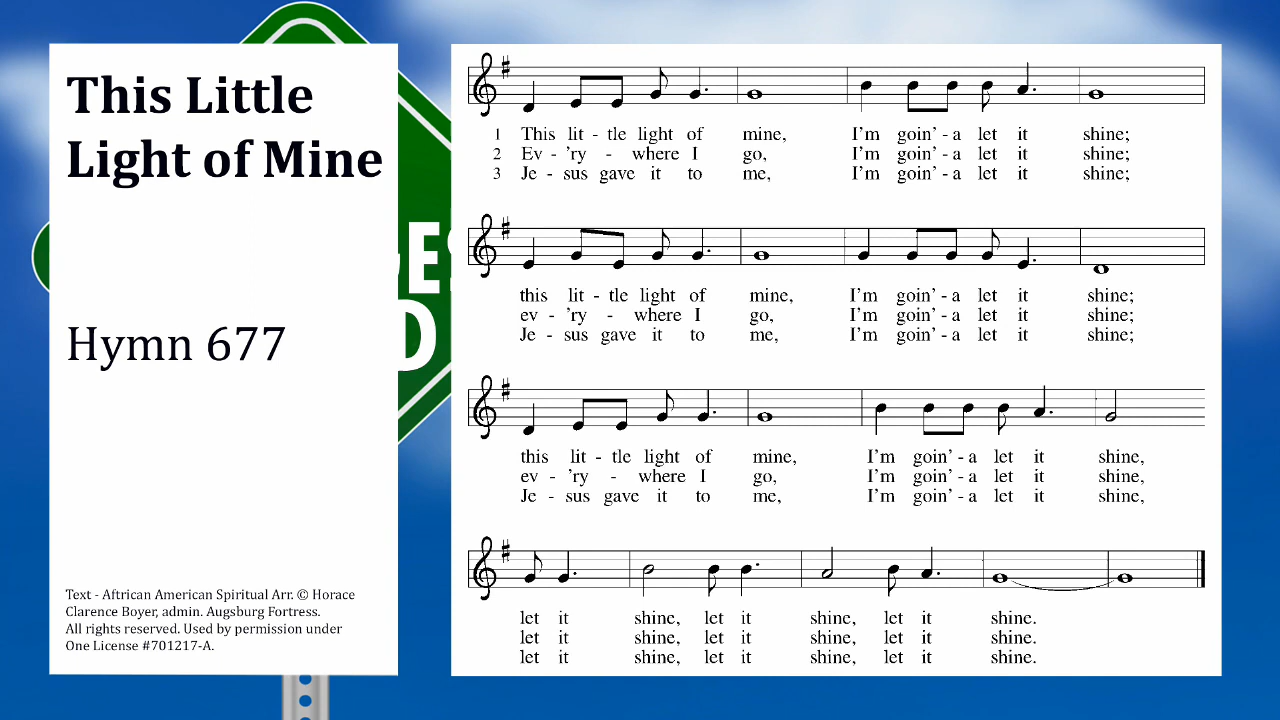 This Little
Light of Mine
Hymn 677
Text - Aftrican American Spiritual Arr. © Horace
Clarence Boyer, admin. Augsburg Fortress.
All rights reserved. Used by permission under
One License #701217-A.
1 This lit - tle light of mine, I'm goin' - a let it shine;
2 Ev - 'ry - where I go, I'm goin' - a let it shine;
3 Je - sus gave it to me, I'm goin' - a let it shine;
this lit - tle light of mine, I'm goin' - a let it shine;
ev - 'ry - where I go, I'm goin' - a let it shine;
Je - sus gave it to me, I'm goin' - a let it shine;
this lit - tle light of mine, I'm goin' - a let it shine,
ev - 'ry - where I go, I'm goin' - a let it shine,
Je - sus gave it to me, I'm goin' - a let it shine,
let it shine, let it shine, let it shine.
let it shine, let it shine, let it shine.
let it shine, let it shine, let it shine.